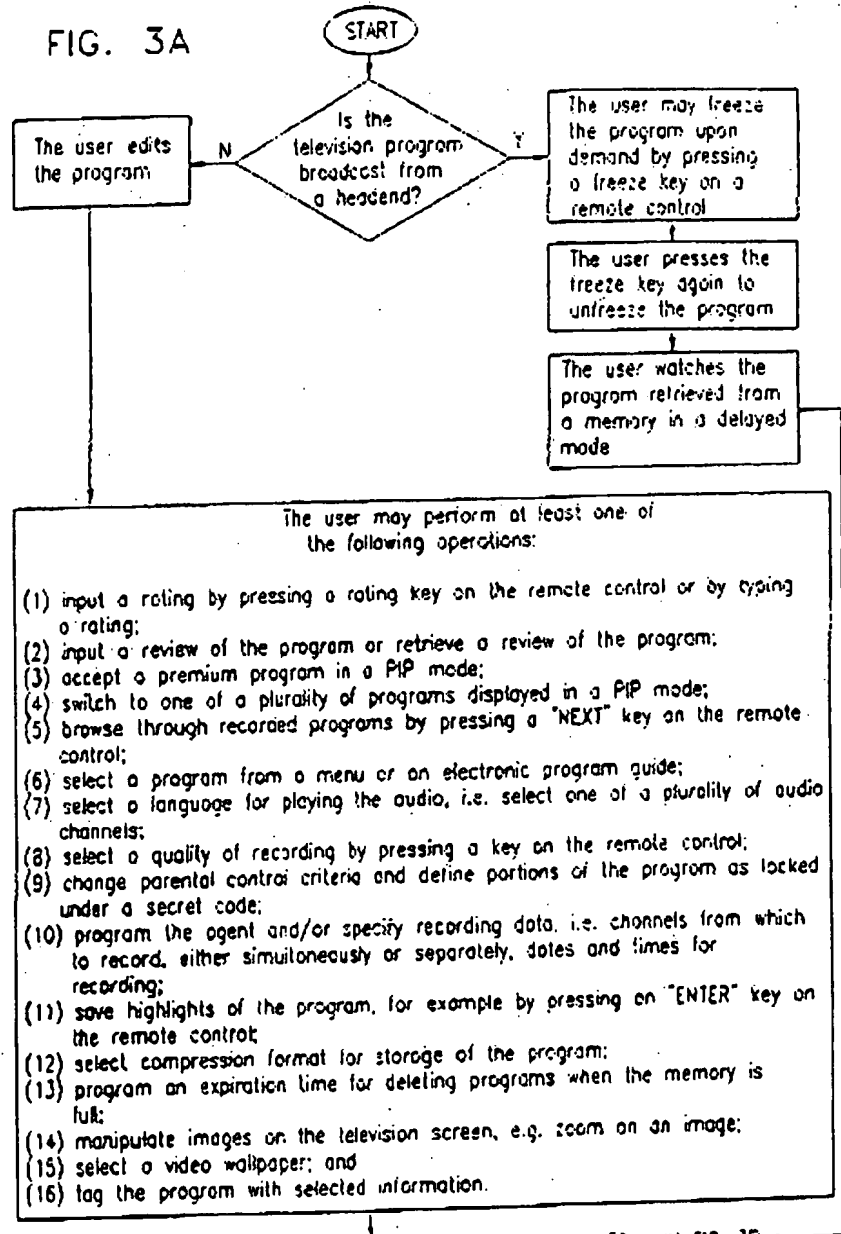 FIG. 3A
START
Is the
television program
broadcast from
a headend?
N
Y
The user edits
the program
The user may freeze
the program upon
demand by pressing
a freeze key on a
remote control
The user presses the
freeze key again to
unfreeze the program
The user watches the
program retrieved from
a memory in a delayed
mode
The user may perform at least one of
the following operations:
(1) input a rating by pressing a rating key on the remote control or by typing
a rating;
(2) input a review of the program or retrieve a review of the program;
(3) accept a premium program in a PIP mode;
(4) switch to one of a plurality of programs displayed in a PIP mode;
(5) browse through recorded programs by pressing a "NEXT" key on the remote
control;
(6) select a program from a menu or an electronic program guide;
(7) select a language for playing the audio, i.e. select one of a plurality of audio
channels;
(8) select a quality of recording by pressing a key on the remote control;
(9) change parental control criteria and define portions of the program as locked
under a secret code;
(10) program the agent and/or specify recording data, i.e. channels from which
to record, either simultaneously or separately, dates and times for
recording;
(11) save highlights of the program, for example by pressing an "ENTER" key on
the remote control;
(12) select compression format for storage of the program;
(13) program an expiration time for deleting programs when the memory is
full;
(14) manipulate images on the television screen, e.g. zoom on an image;
(15) select a video wallpaper; and
(16) tag the program with selected information.